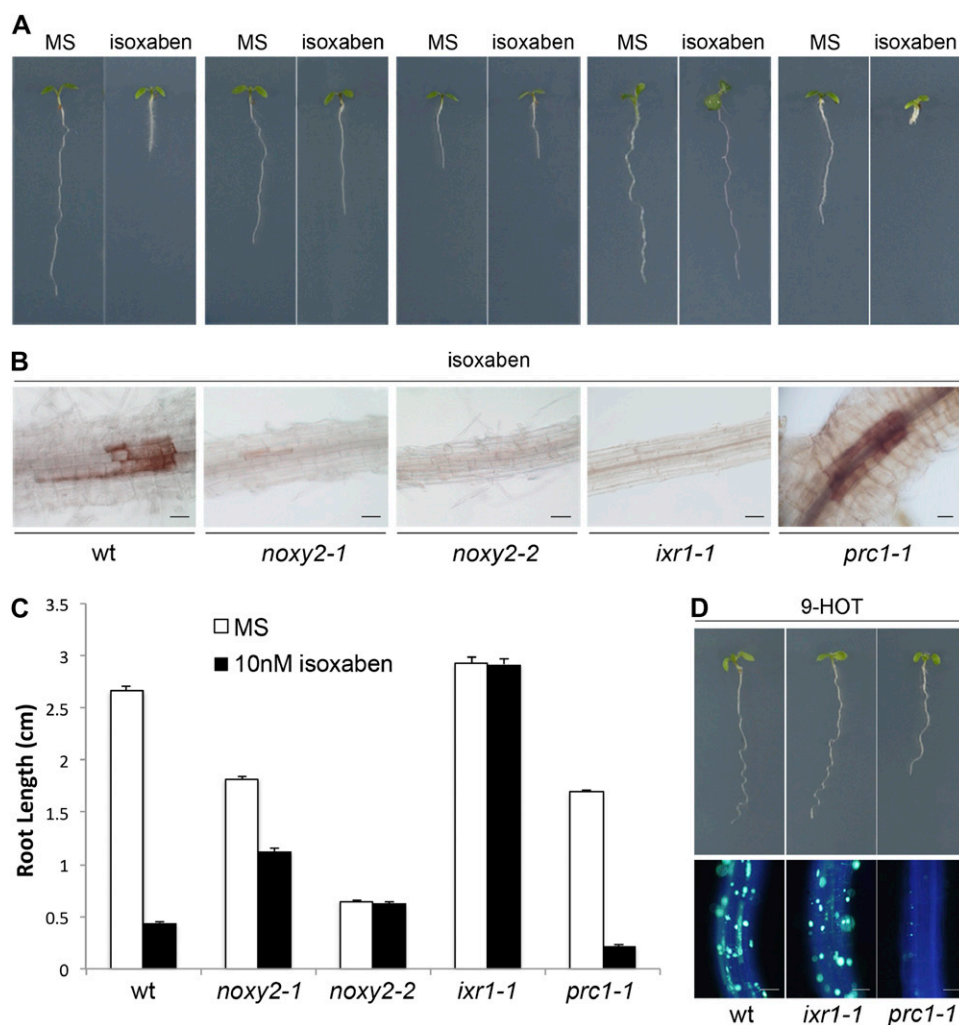 A
MS isoxaben MS isoxaben MS isoxaben MS isoxaben MS isoxaben
B
isoxaben
wt noxy2-1 noxy2-2 ixr1-1 prc1-1
C
MS
10nM isoxaben
Root Length (cm)
3.5
3
2.5
2
1.5
1
0.5
0
wt noxy2-1 noxy2-2 ixr1-1 prc1-1
D
9-HOT
wt ixr1-1 prc1-1